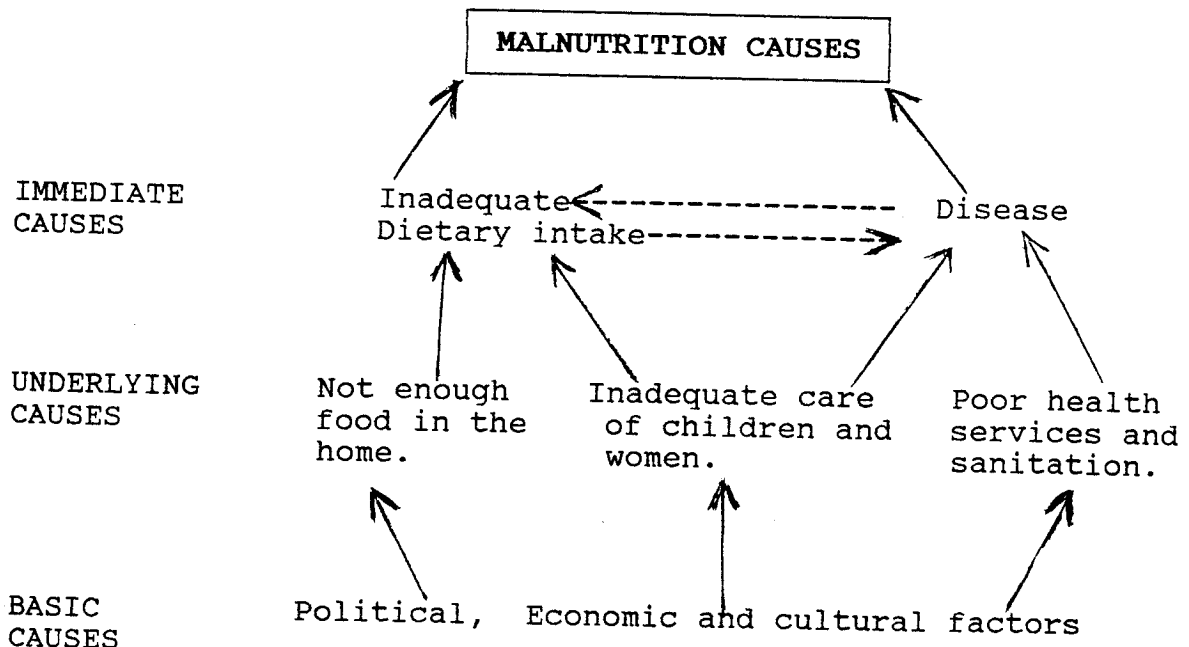 MALNUTRITION CAUSES
IMMEDIATE
CAUSES
Inadequate
Dietary intake
Disease
UNDERLYING
CAUSES
Not enough
food in the
home.
Inadequate care
of children and
women.
Poor health
services and
sanitation.
BASIC
CAUSES
Political, Economic and cultural factors